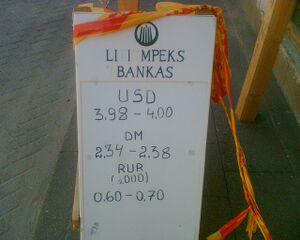 LI I MPEKS
BANKAS
USD
3.98 - 4.00
DM
2.34 - 2.38
RUR
(1000)
0.60 - 0.70